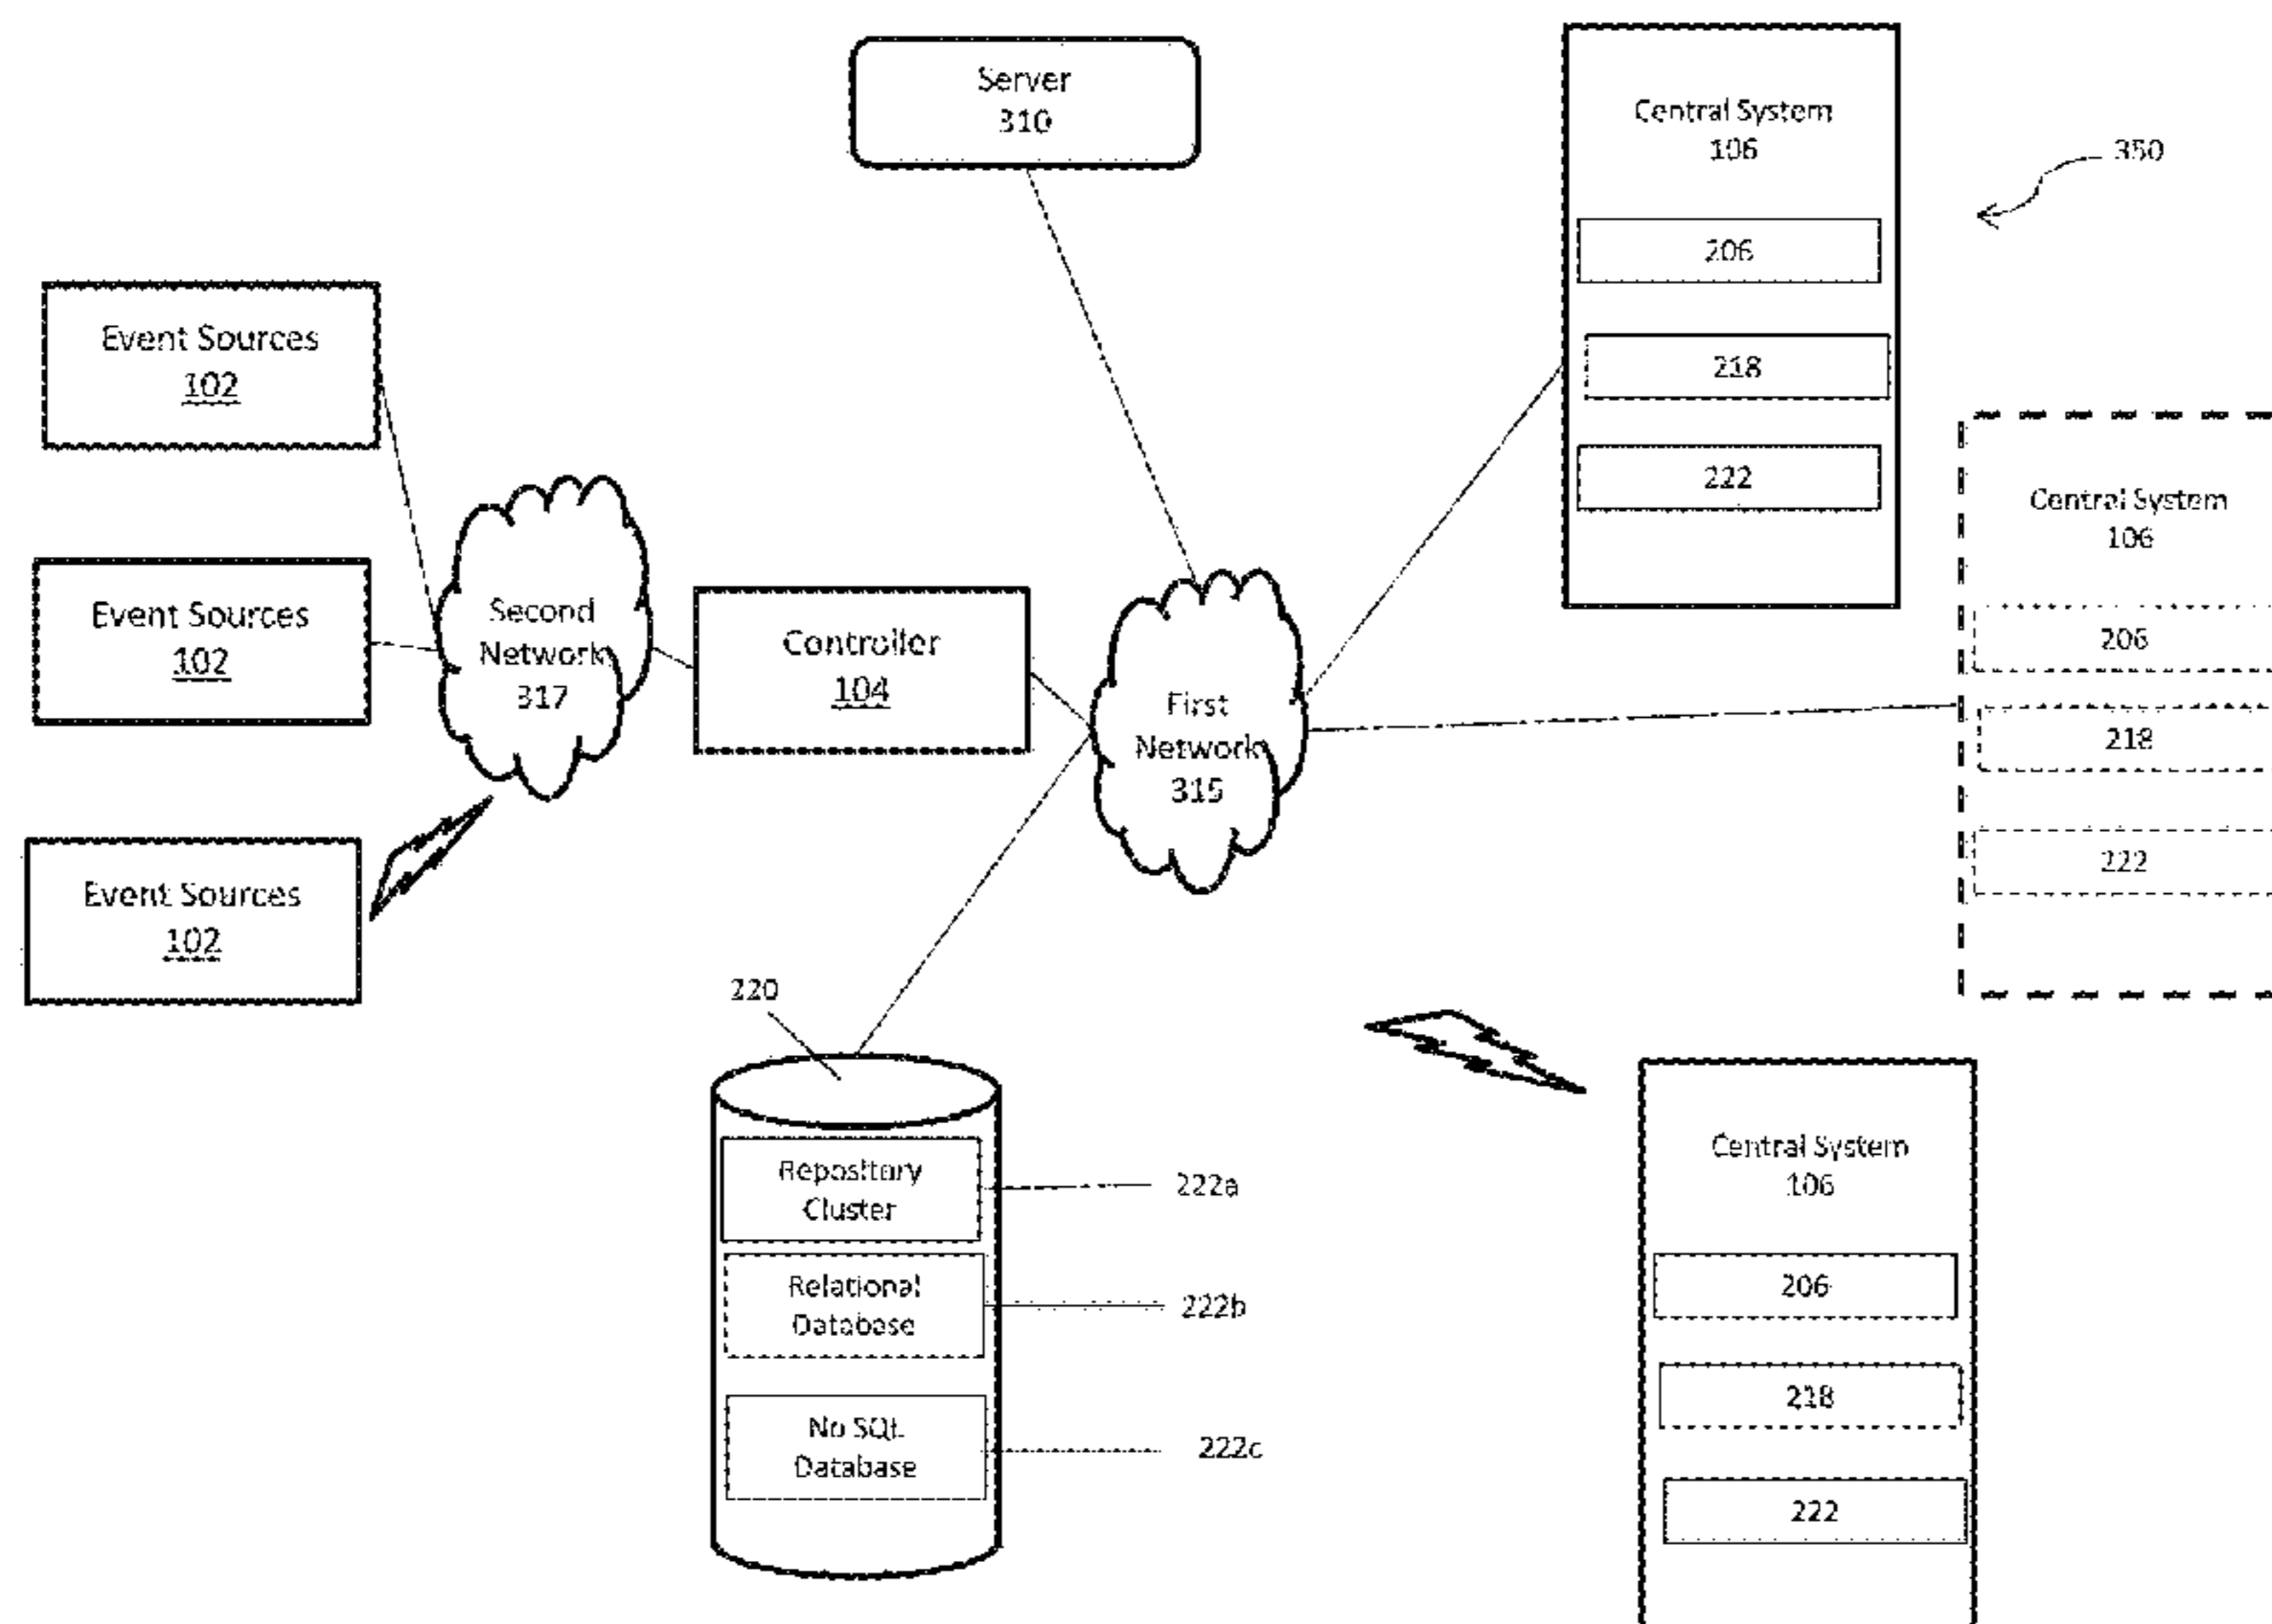 Server
310
Central System
106
350
206
218
222
Event Sources
102
Event Sources
102
Event Sources
102
Second
Network
317
Controller
104
First
Network
315
Central System
106
206
218
222
220
Repository
Cluster
222a
Relational
Database
222b
No SQL
Database
222c
Central System
106
206
218
222